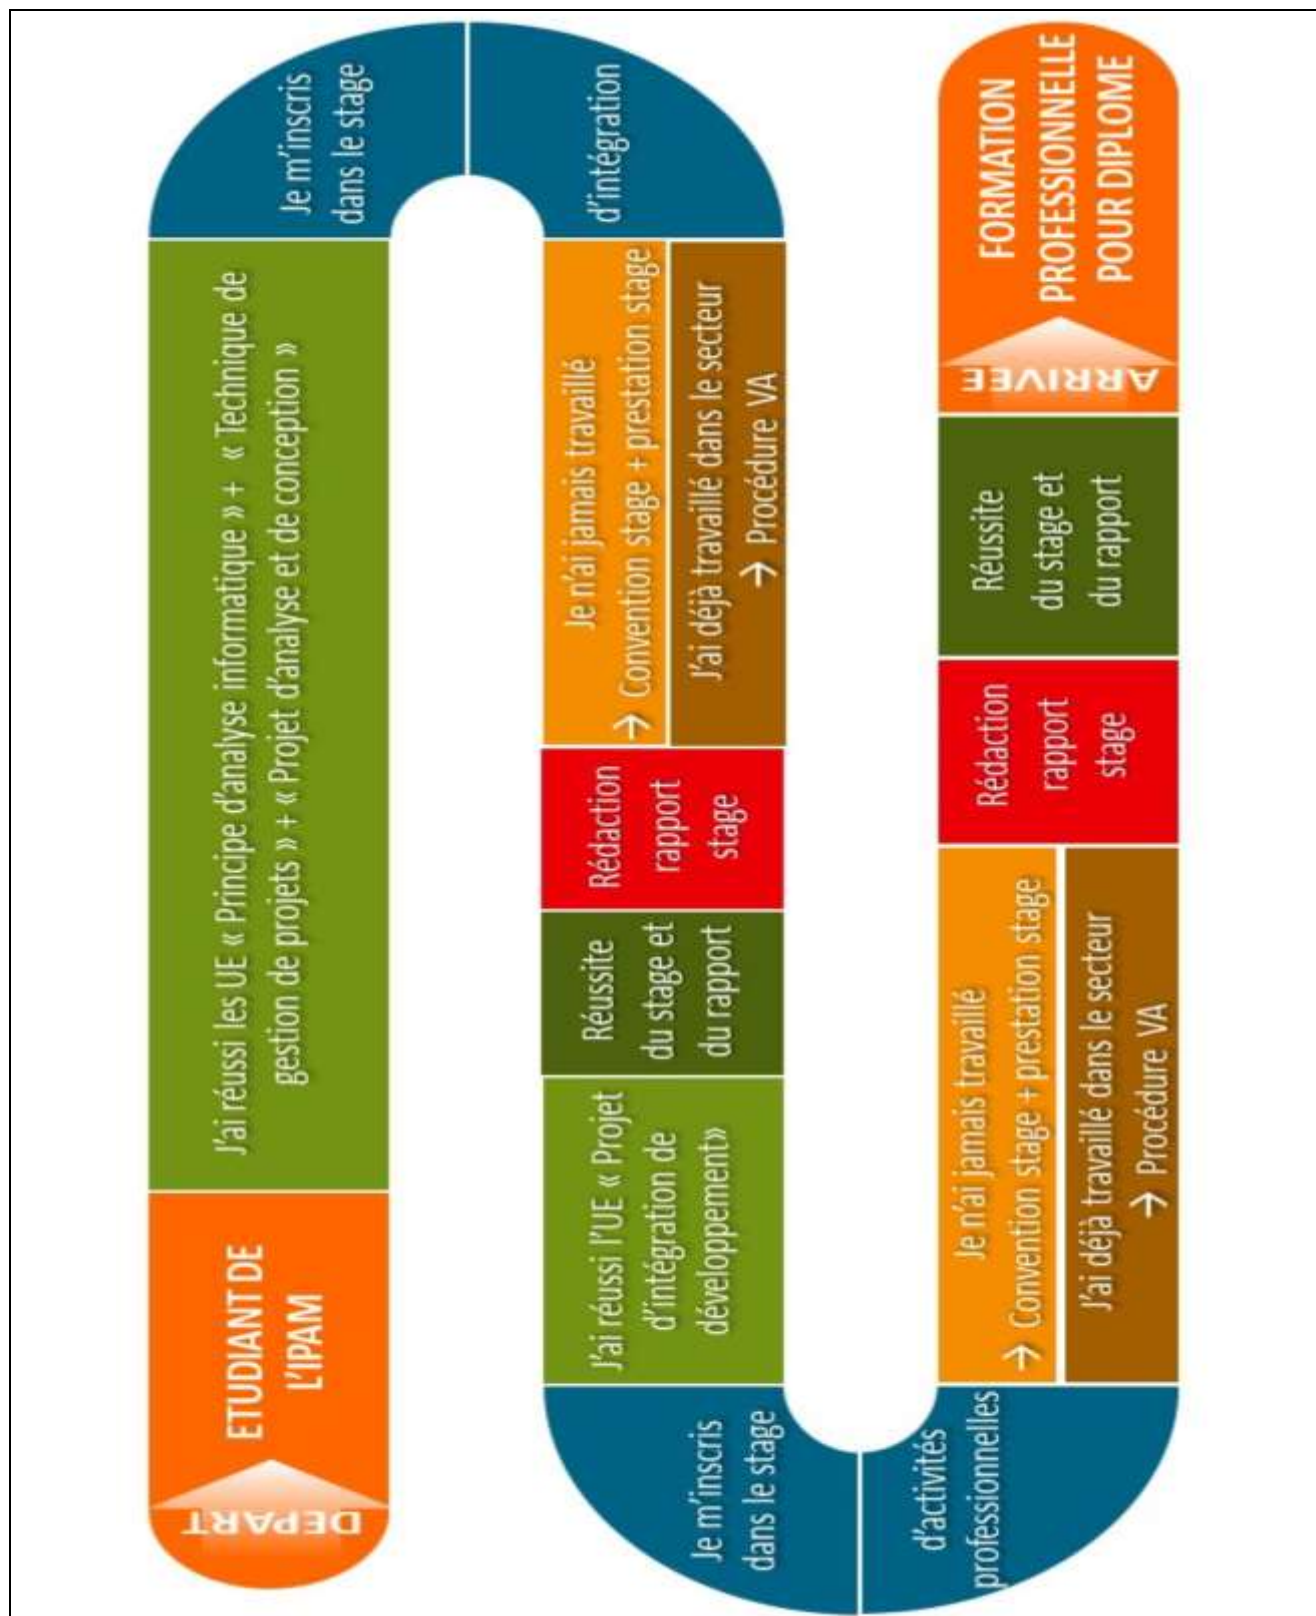 DEPART
ETUDIANT DE
L'IPAM
J'ai réussi les UE « Principe d'analyse informatique » + « Technique de
gestion de projets » + « Projet d'analyse et de conception »
Je m'inscris
dans le stage
d'intégration
Je n'ai jamais travaillé
→ Convention stage + prestation stage
J'ai déjà travaillé dans le secteur
→ Procédure VA
Rédaction
rapport
stage
Réussite
du stage et
du rapport
J'ai réussi l'UE « Projet
d'intégration de
développement»
Je m'inscris
dans le stage
d'activités
professionnelles
Je n'ai jamais travaillé
→ Convention stage + prestation stage
J'ai déjà travaillé dans le secteur
→ Procédure VA
Rédaction
rapport
stage
Réussite
du stage et
du rapport
ARRIVEE
FORMATION
PROFESSIONNELLE
POUR DIPLOME